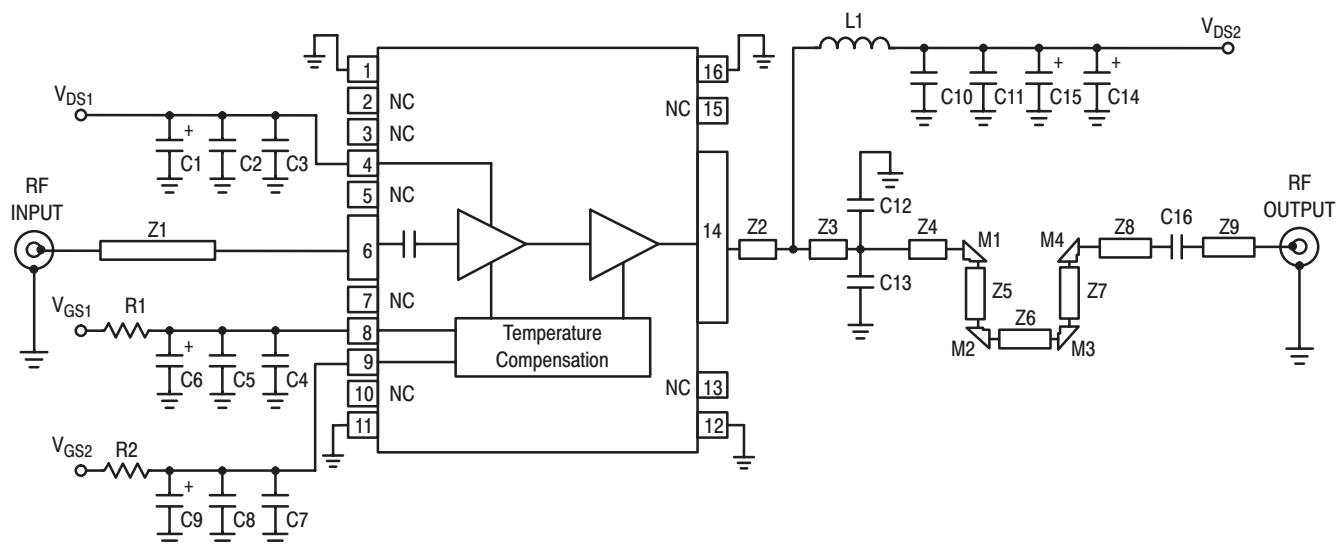 L1
V_DS2
1
16
V_DS1
2 NC
NC 15
+
C10 C11 C15 C14
+ +
3 NC
C1 C2 C3
4
5 NC
RF
INPUT
Z1
6
14
Z2
Z3
C12
C13
Z4
M1
M4
Z8
C16
Z9
RF
OUTPUT
Z5
Z7
Z6
M2
M3
7 NC
V_GS1
R1
8
Temperature
Compensation
9
+
C6 C5 C4
10 NC
NC 13
11
12
V_GS2
R2
+
C9 C8 C7